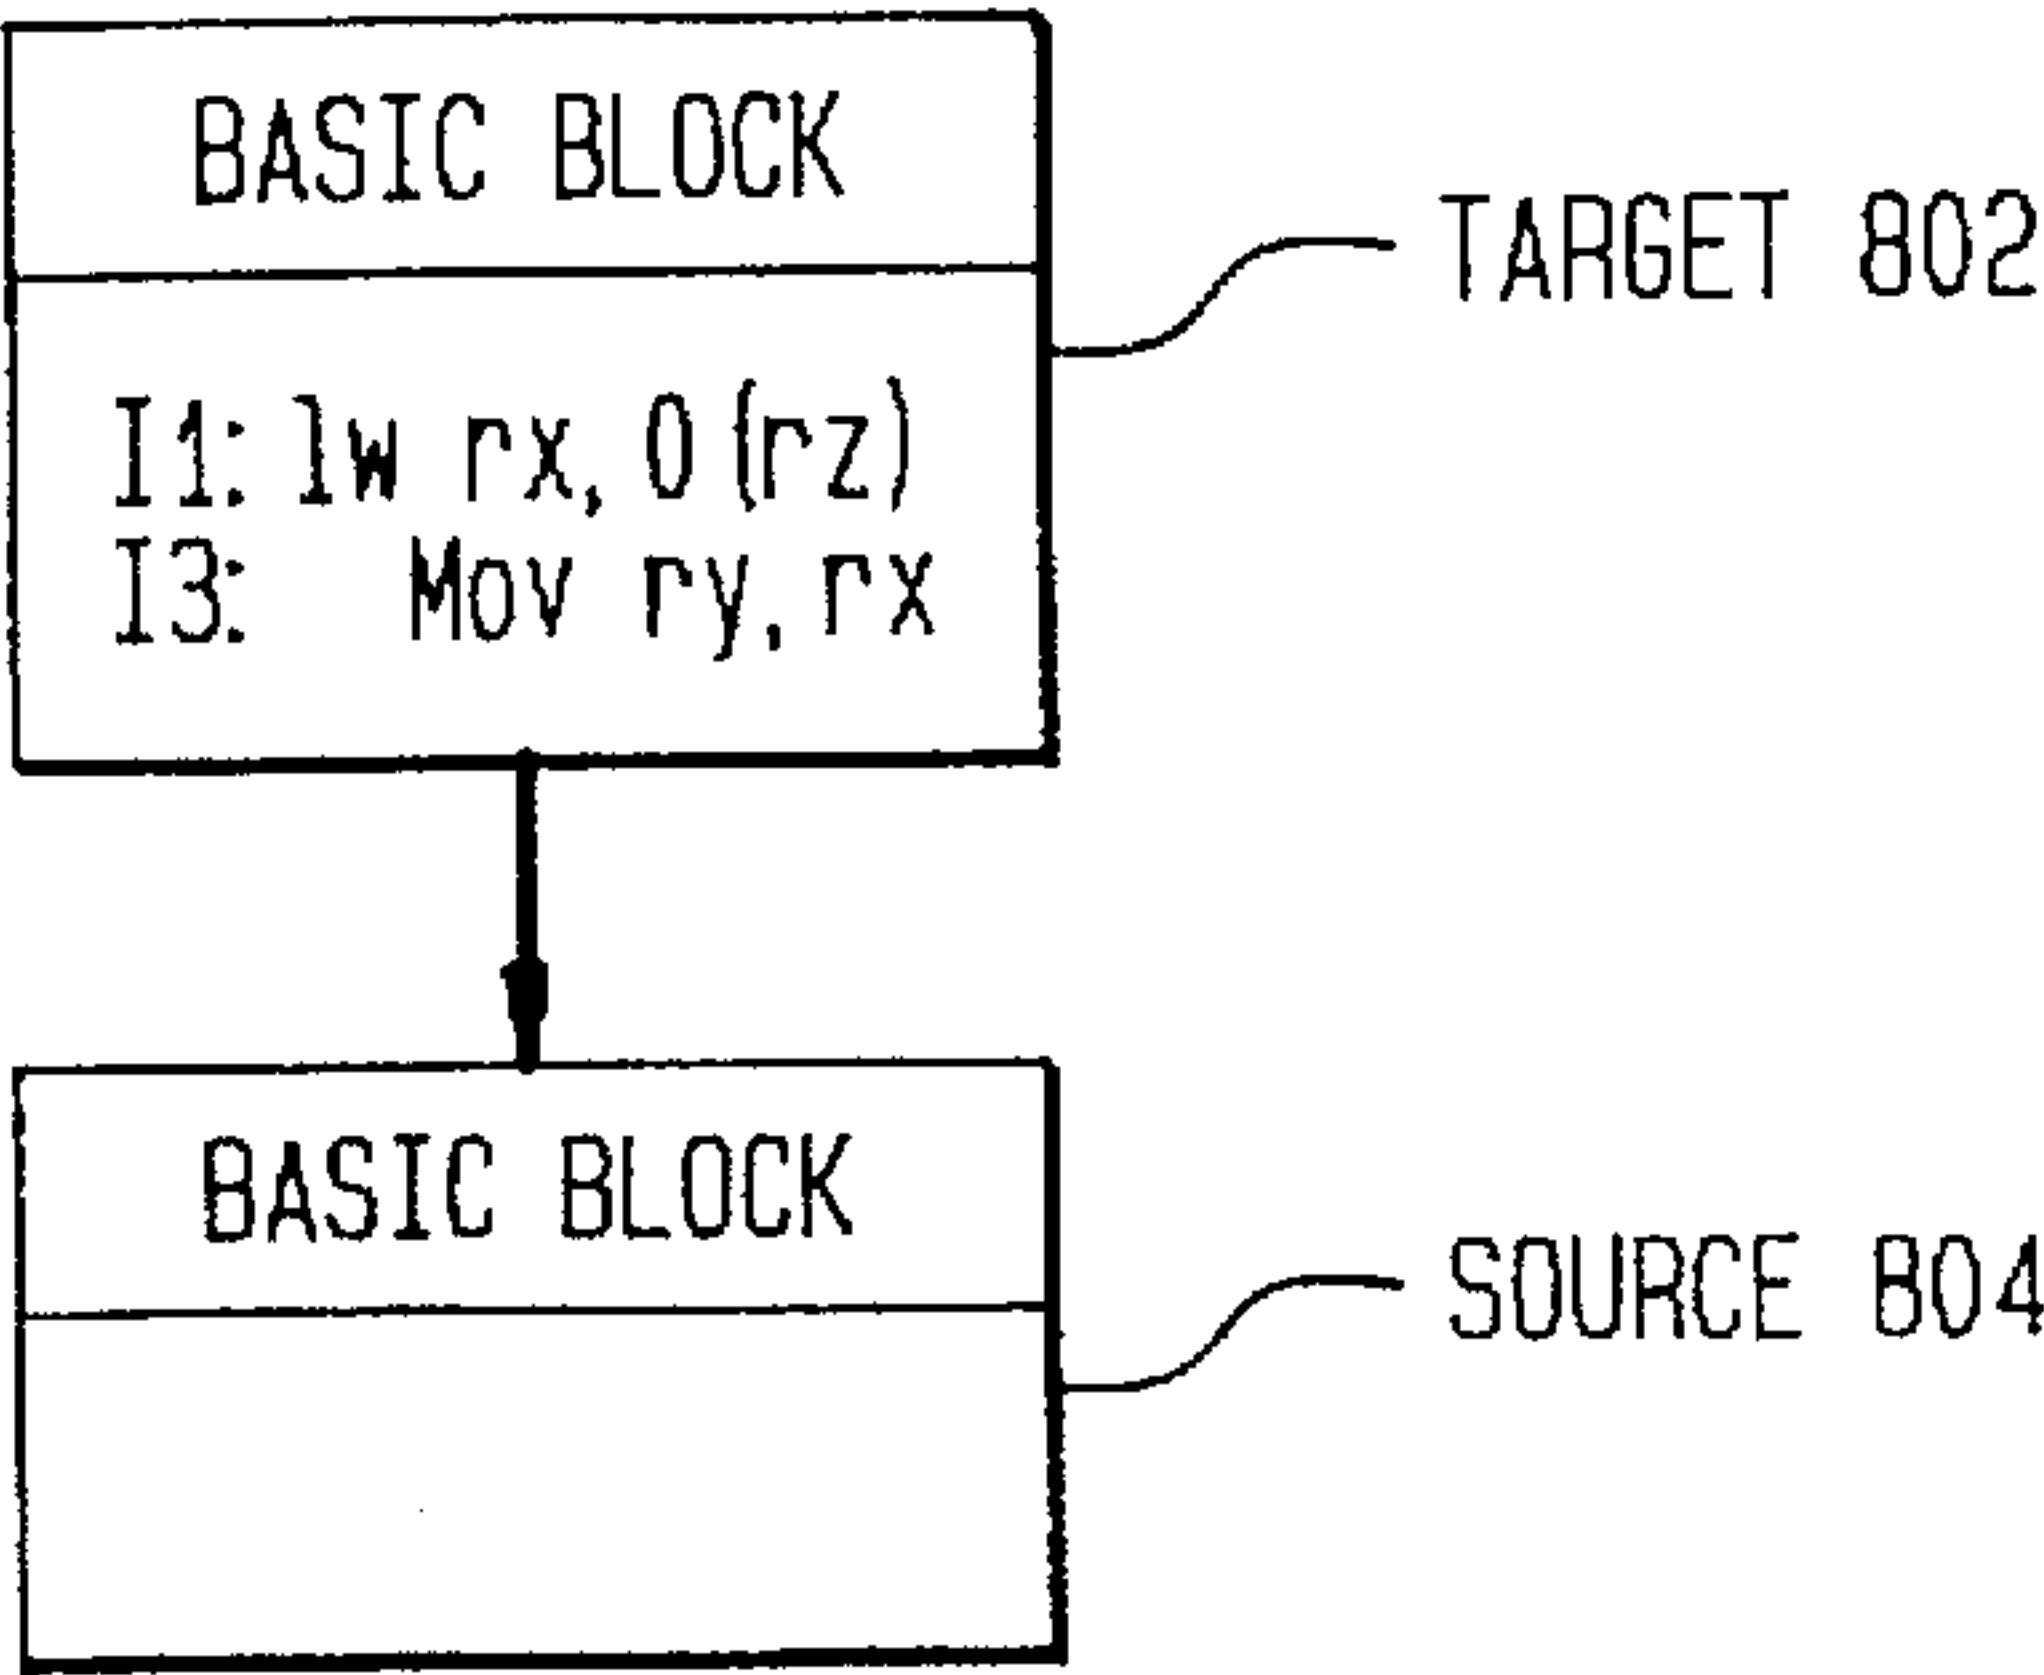 BASIC BLOCK
TARGET 802
I1: lw rx, 0 (rz)
I3: Mov ry, rx
BASIC BLOCK
SOURCE 804